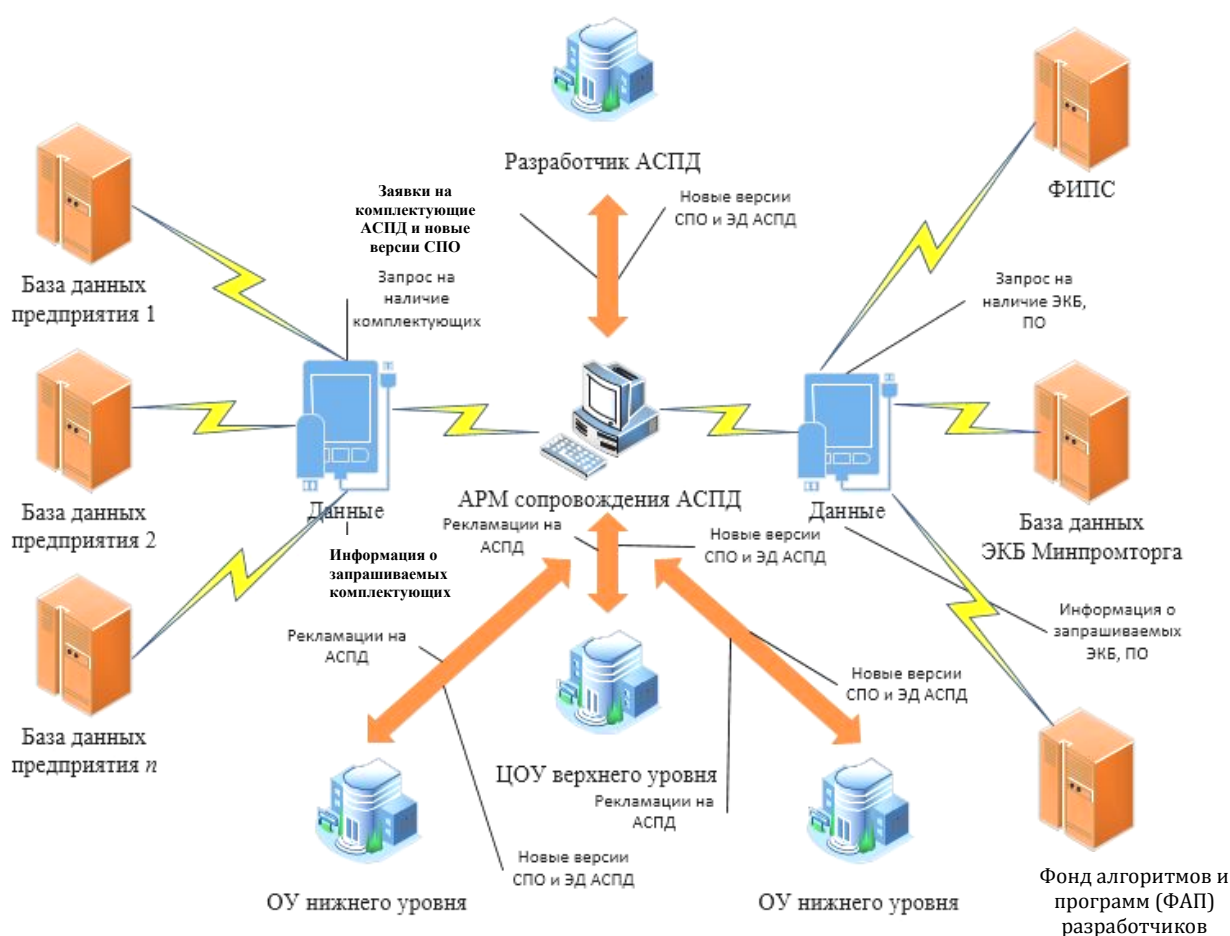 Разработчик АСПД
ФИПС
Заявки на
комплектующие
АСПД и новые
версии СПО
Новые версии
СПО и ЭД АСПД
База данных
предприятия 1
Запрос на
наличие
комплектующих
Запрос на
наличие ЭКБ,
ПО
База данных
предприятия 2
Данные
АРМ сопровождения АСПД
Данные
База данных
ЭКБ Минпромторга
Рекламации на
АСПД
Новые версии
СПО и ЭД АСПД
Информация о
запрашиваемых
комплектующих
Рекламации на
АСПД
Информация о
запрашиваемых
ЭКБ, ПО
Новые версии
СПО и ЭД АСПД
База данных
предприятия n
ЦОУ верхнего уровня
Рекламации на
АСПД
Новые версии
СПО и ЭД АСПД
ОУ нижнего уровня
ОУ нижнего уровня
Фонд алгоритмов и
программ (ФАП)
разработчиков